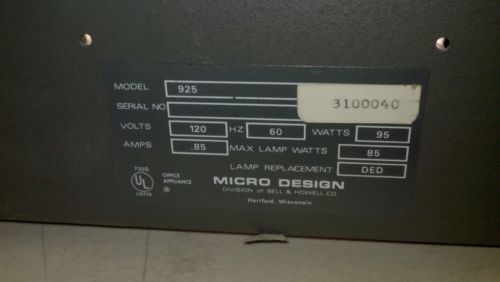 MODEL 925
SERIAL NO 3100040
VOLTS 120 HZ 60 WATTS 95
AMPS .85 MAX LAMP WATTS 85
LAMP REPLACEMENT DED
735G
UL
LISTED
OFFICE
APPLIANCE
MICRO DESIGN
DIVISION of BELL & HOWELL CO.
Hartford, Wisconsin